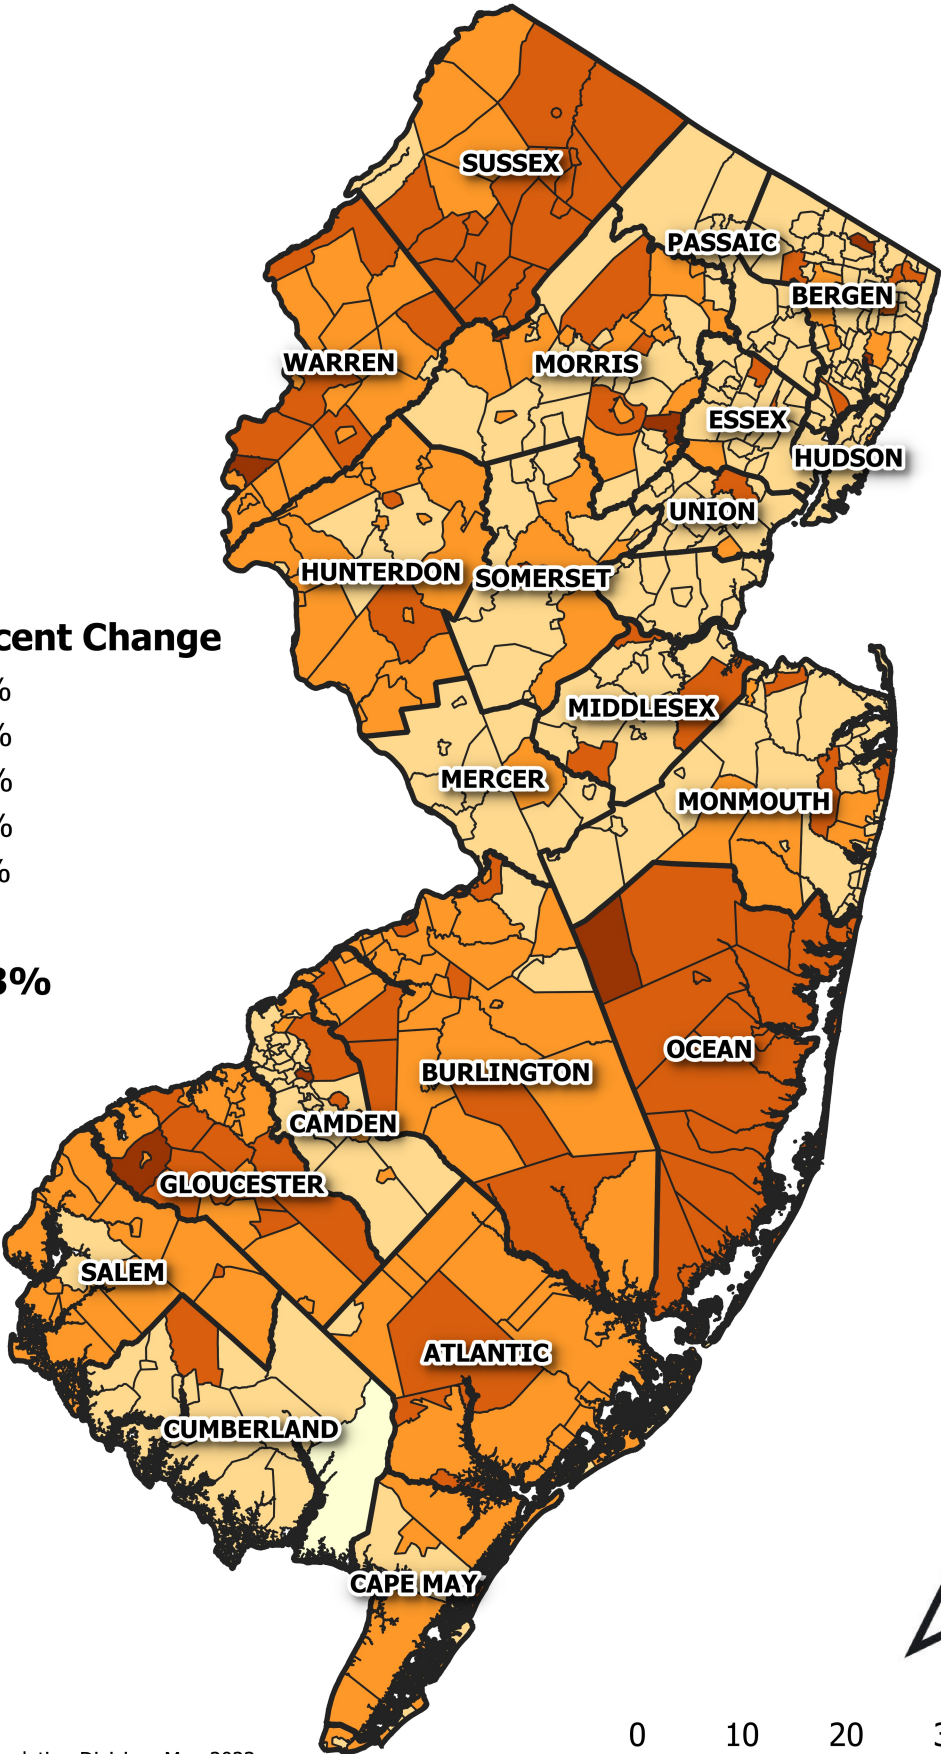 SUSSEX
PASSAIC
BERGEN
WARREN
MORRIS
ESSEX
HUDSON
UNION
HUNTERDON
SOMERSET
cent Change
%
MIDDLESEX
%
MERCER
%
MONMOUTH
%
%
3%
OCEAN
BURLINGTON
CAMDEN
GLOUCESTER
SALEM
ATLANTIC
CUMBERLAND
CAPE MAY
0 10 20